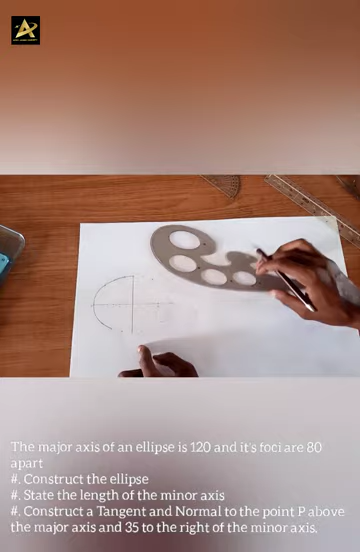 The major axis of an ellipse is 120 and it's foci are 80
apart
#. Construct the ellipse
#. State the length of the minor axis
#. Construct a Tangent and Normal to the point P above
the major axis and 35 to the right of the minor axis.